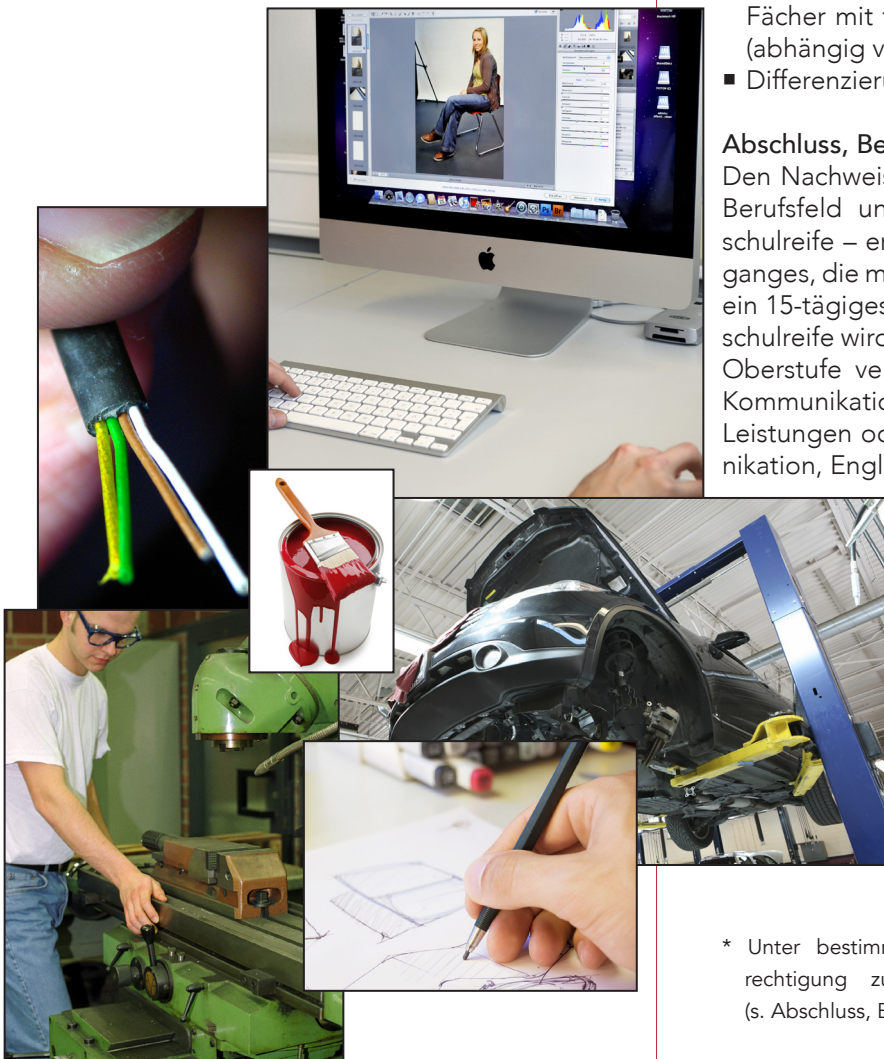 Fächer mit
(abhängig
■ Differenzieru
Abschluss, Be
Den Nachweis
Berufsfeld un
schulreife – er
ganges, die m
ein 15-tägiges
schulreife wird
Oberstufe ve
Kommunikatio
Leistungen od
nikation, Engl
* Unter bestimm
rechtigung zu
(s. Abschluss, B